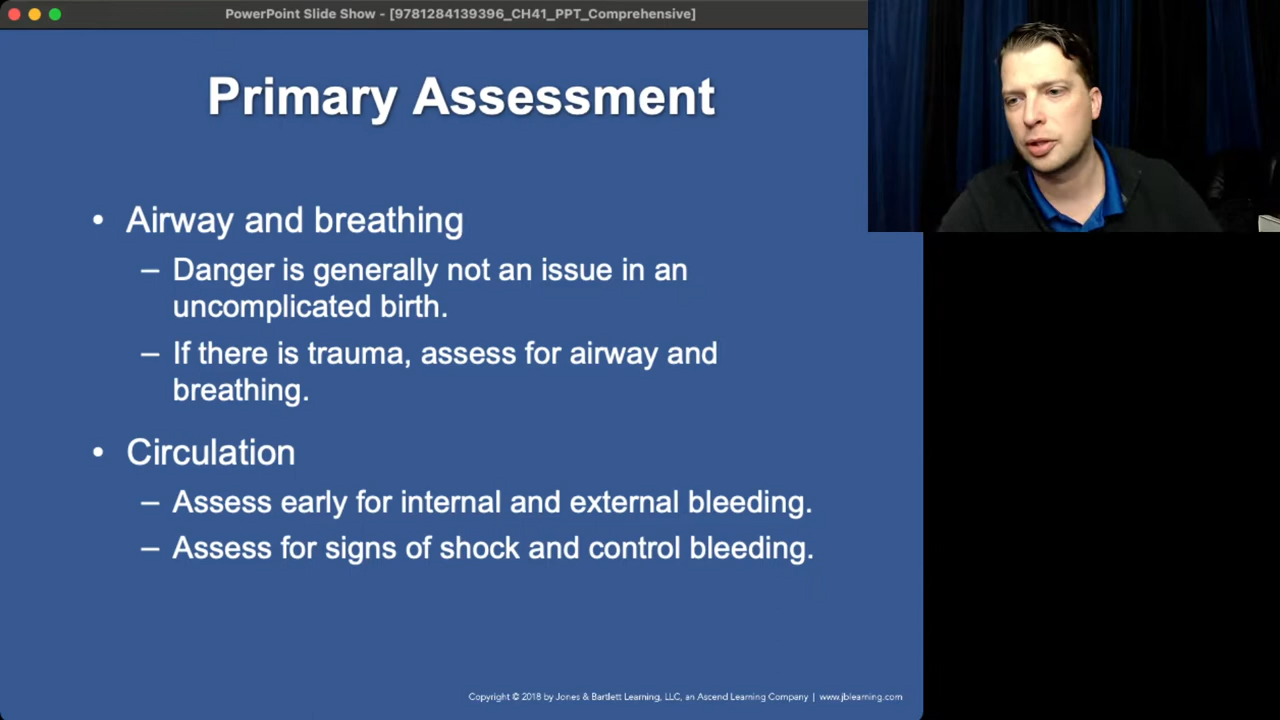 PowerPoint Slide Show - [9781284139396_CH41_PPT_Comprehensive]
Primary Assessment
• Airway and breathing
– Danger is generally not an issue in an
uncomplicated birth.
– If there is trauma, assess for airway and
breathing.
• Circulation
– Assess early for internal and external bleeding.
– Assess for signs of shock and control bleeding.
Copyright © 2018 by Jones & Bartlett Learning, LLC, an Ascend Learning Company | www.jblearning.com